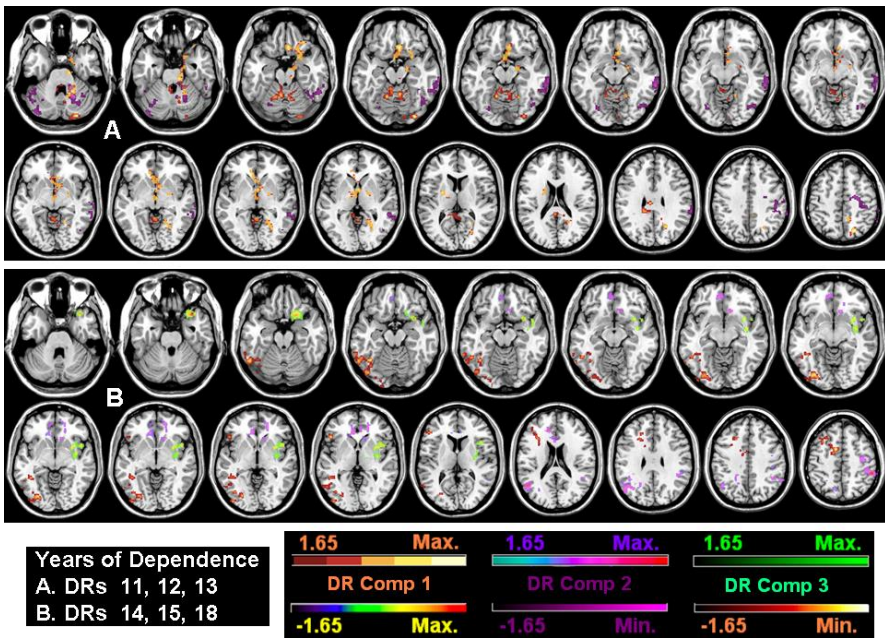 A
B
Years of Dependence
A. DRs 11, 12, 13
B. DRs 14, 15, 18
1.65 Max. 1.65 Max. 1.65 Max.
DR Comp 1 DR Comp 2 DR Comp 3
-1.65 Max. -1.65 Min. -1.65 Min.